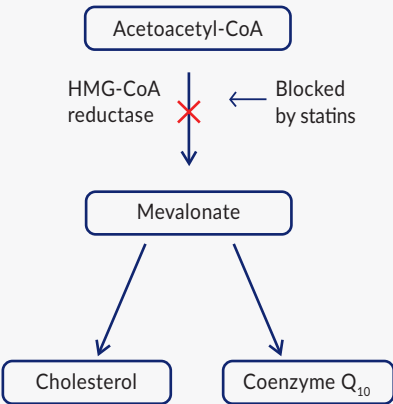 Acetoacetyl-CoA
HMG-CoA
reductase
Blocked
by statins
Mevalonate
Cholesterol
Coenzyme Q₁₀